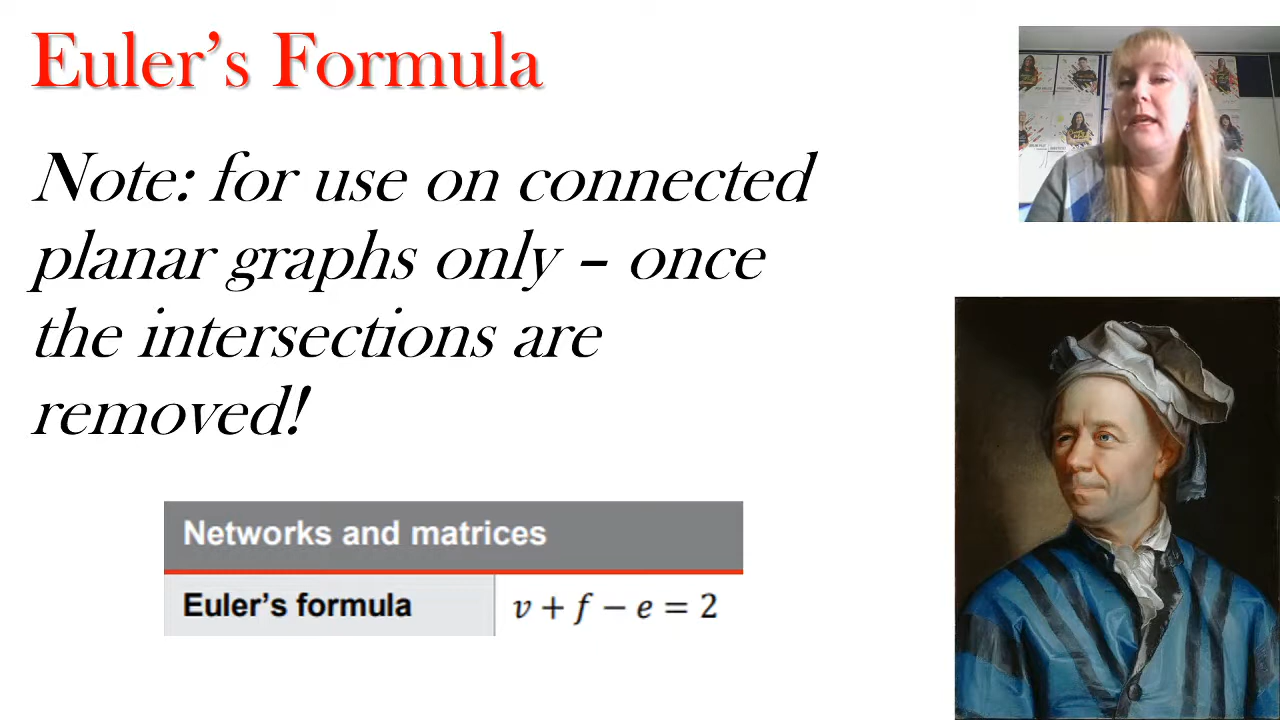 Euler’s Formula
Note: for use on connected
planar graphs only – once
the intersections are
removed!
Networks and matrices
Euler’s formula
v + f − e = 2